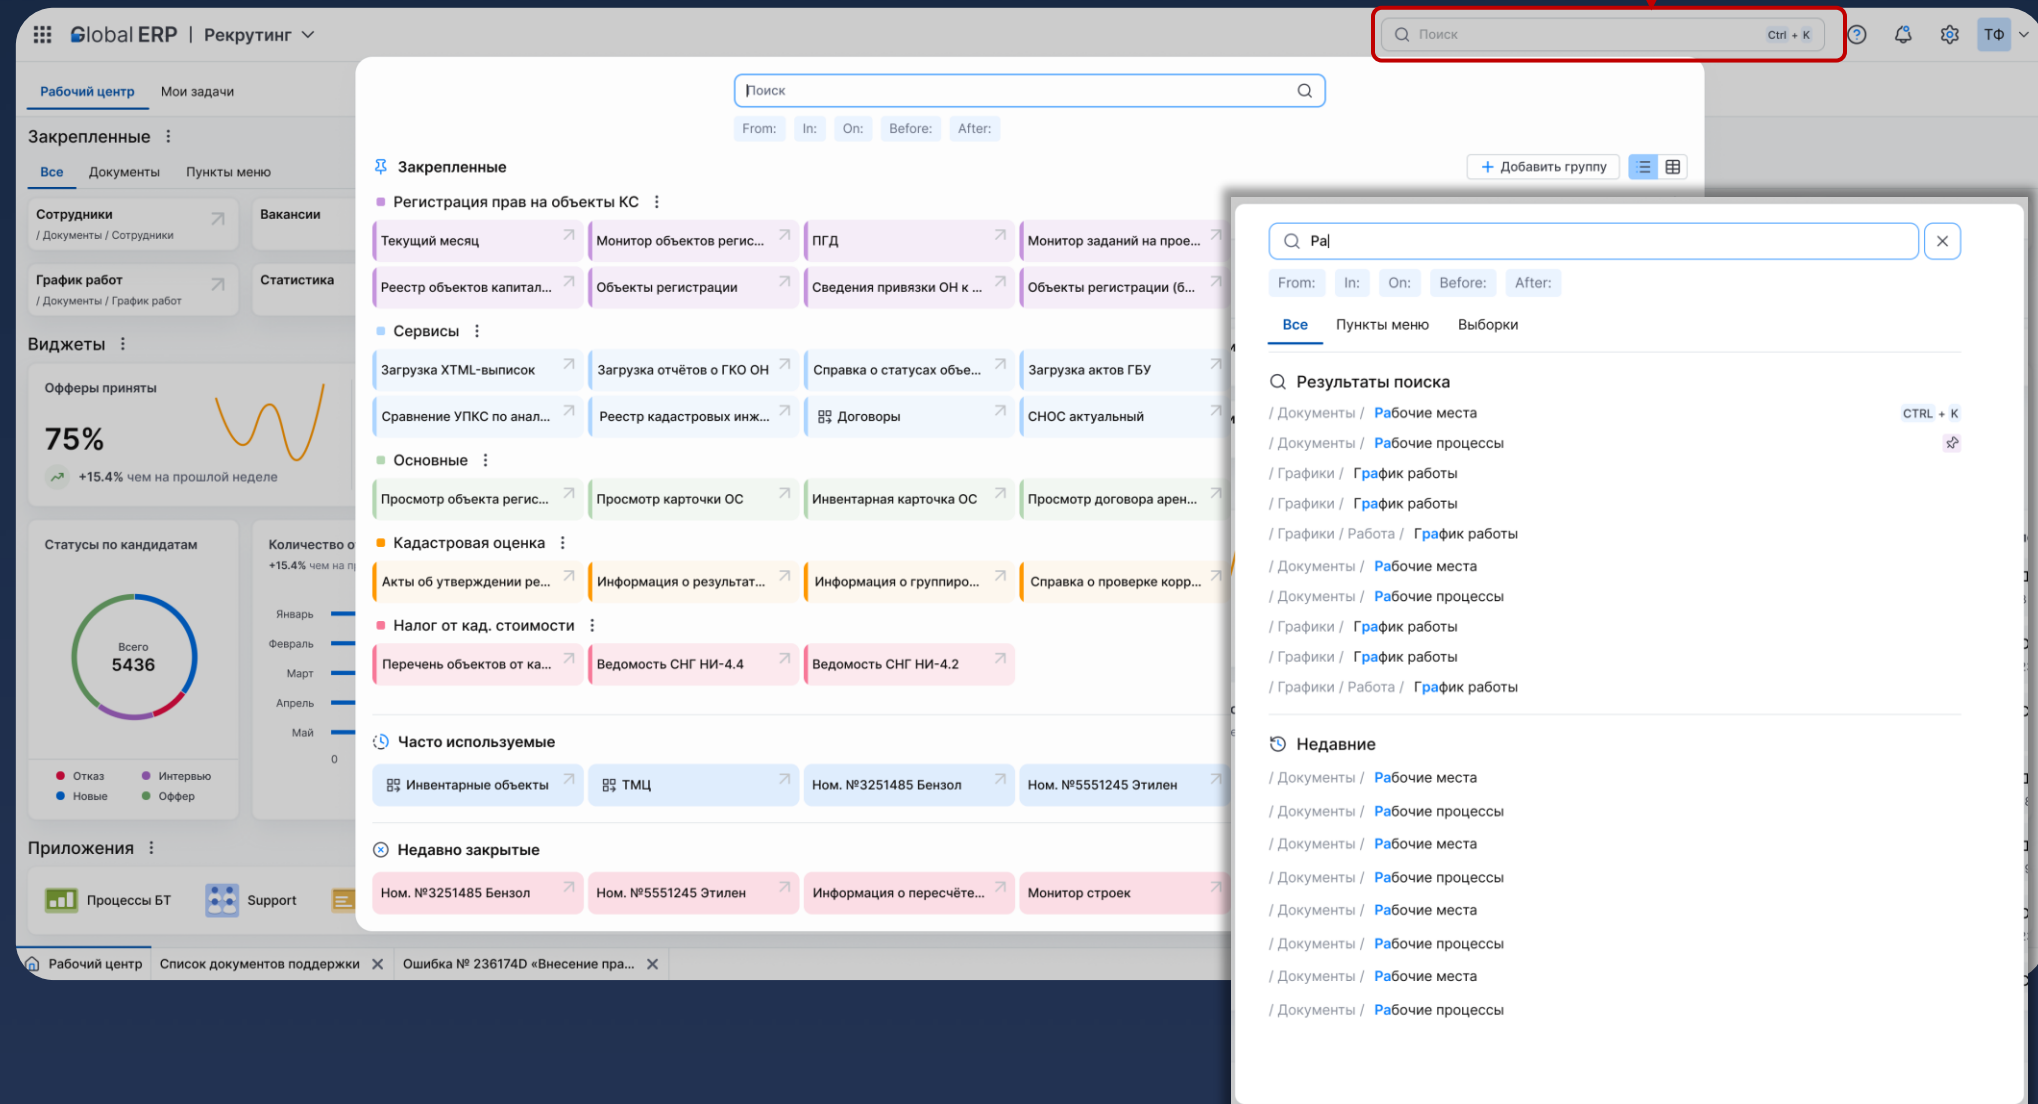 Global ERP | Рекрутинг
Поиск
Ctrl + K
ТФ
Рабочий центр
Мои задачи
Закрепленные
Все
Документы
Пункты меню
Сотрудники
/ Документы / Сотрудники
Вакансии
График работ
/ Документы / График работ
Статистика
Виджеты
Офферы приняты
75%
+15.4% чем на прошлой неделе
Статусы по кандидатам
Всего
5436
Отказ
Интервью
Новые
Оффер
Количество о
+15.4% чем на п
Январь
Февраль
Март
Апрель
Май
0
Приложения
Процессы БТ
Support
Рабочий центр
Список документов поддержки
Ошибка № 236174D «Внесение пра...
Поиск
From:
In:
On:
Before:
After:
Закрепленные
Добавить группу
Регистрация прав на объекты КС
Текущий месяц
Монитор объектов регис...
ПГД
Монитор заданий на прое...
Реестр объектов капитал...
Объекты регистрации
Сведения привязки ОН к ...
Объекты регистрации (б...
Сервисы
Загрузка XTML-выписок
Загрузка отчётов о ГКО ОН
Справка о статусах объе...
Загрузка актов ГБУ
Сравнение УПКС по анал...
Реестр кадастровых инж...
Договоры
СНОС актуальный
Основные
Просмотр объекта регис...
Просмотр карточки ОС
Инвентарная карточка ОС
Просмотр договора арен...
Кадастровая оценка
Акты об утверждении ре...
Информация о результат...
Информация о группиро...
Справка о проверке корр...
Налог от кад. стоимости
Перечень объектов от ка...
Ведомость СНГ НИ-4.4
Ведомость СНГ НИ-4.2
Часто используемые
Инвентарные объекты
ТМЦ
Ном. №3251485 Бензол
Ном. №5551245 Этилен
Недавно закрытые
Ном. №3251485 Бензол
Ном. №5551245 Этилен
Информация о пересчёте...
Монитор строек
Ра
From:
In:
On:
Before:
After:
Все
Пункты меню
Выборки
Результаты поиска
/ Документы / Рабочие места
CTRL + K
/ Документы / Рабочие процессы
/ Графики / График работы
/ Графики / График работы
/ Графики / Работа / График работы
/ Документы / Рабочие места
/ Документы / Рабочие процессы
/ Графики / График работы
/ Графики / График работы
/ Графики / Работа / График работы
Недавние
/ Документы / Рабочие места
/ Документы / Рабочие процессы
/ Документы / Рабочие места
/ Документы / Рабочие процессы
/ Документы / Рабочие места
/ Документы / Рабочие процессы
/ Документы / Рабочие места
/ Документы / Рабочие процессы